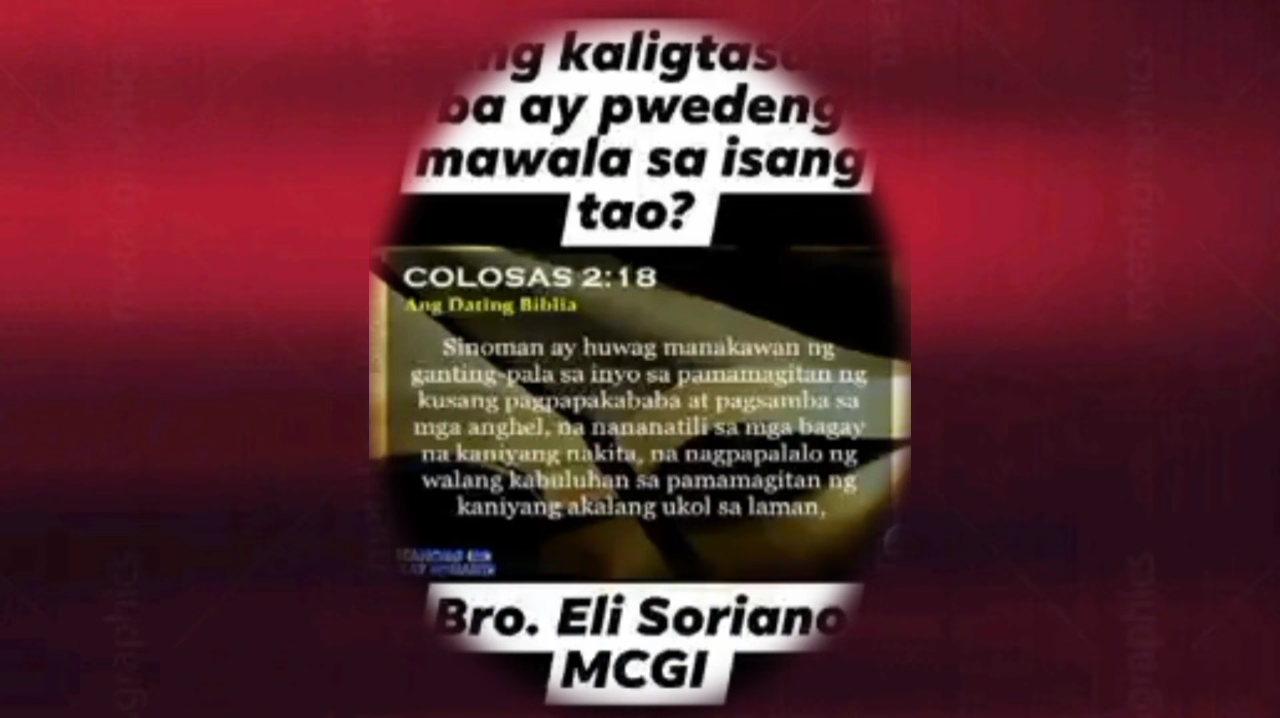 ng kaligtasa
ba ay pwedeng
mawala sa isang
tao?
COLOSAS 2:18
Ang Dating Biblia
Sinoman ay huwag manakawan ng
ganting-pala sa inyo sa pamamagitan ng
kusang pagpapakababa at pagsamba sa
mga anghel, na nananatili sa mga bagay
na kaniyang nakita, na nagpapalalo ng
walang kabuluhan sa pamamagitan ng
kaniyang akalang ukol sa laman,
Bro. Eli Soriano
MCGI